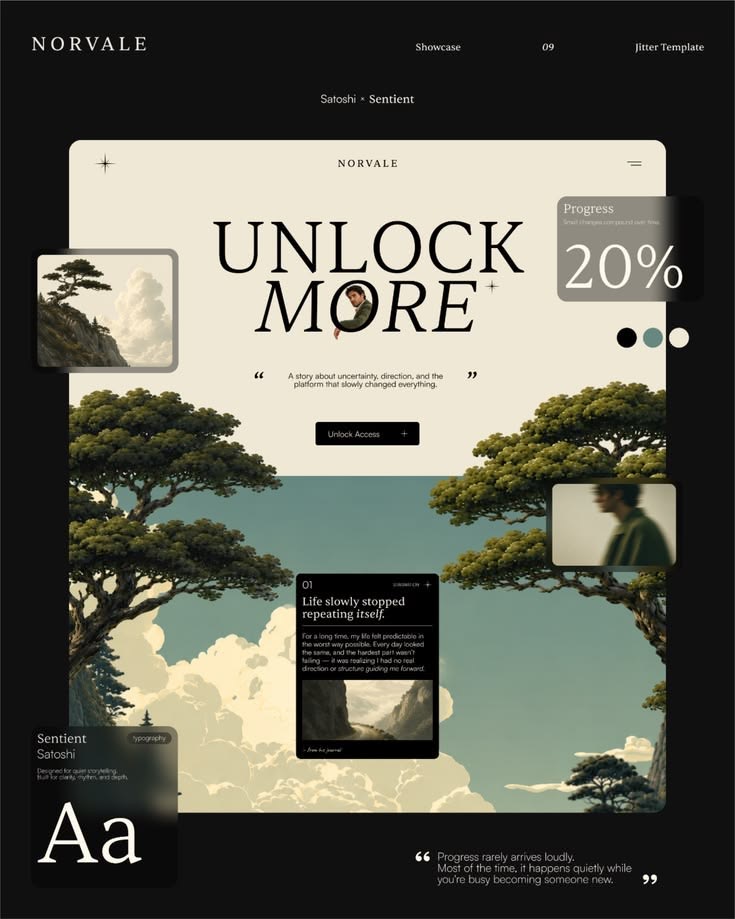 NORVALE
Showcase
09
Jitter Template
Satoshi × Sentient
NORVALE
UNLOCK
MORE
“ A story about uncertainty, direction, and the ”
platform that slowly changed everything.
Unlock Access +
Progress
Small changes compound over time.
20%
01
Life slowly stopped
repeating itself.
For a long time, my life felt predictable in
the worst way possible. Every day looked
the same, and the hardest part wasn't
failing — it was realizing I had no real
direction or structure guiding me forward.
- from his journal
Sentient
typography
Satoshi
Designed for quiet storytelling.
Built for clarity, rhythm, and depth.
Aa
“ Progress rarely arrives loudly.
Most of the time, it happens quietly while
you're busy becoming someone new. ”